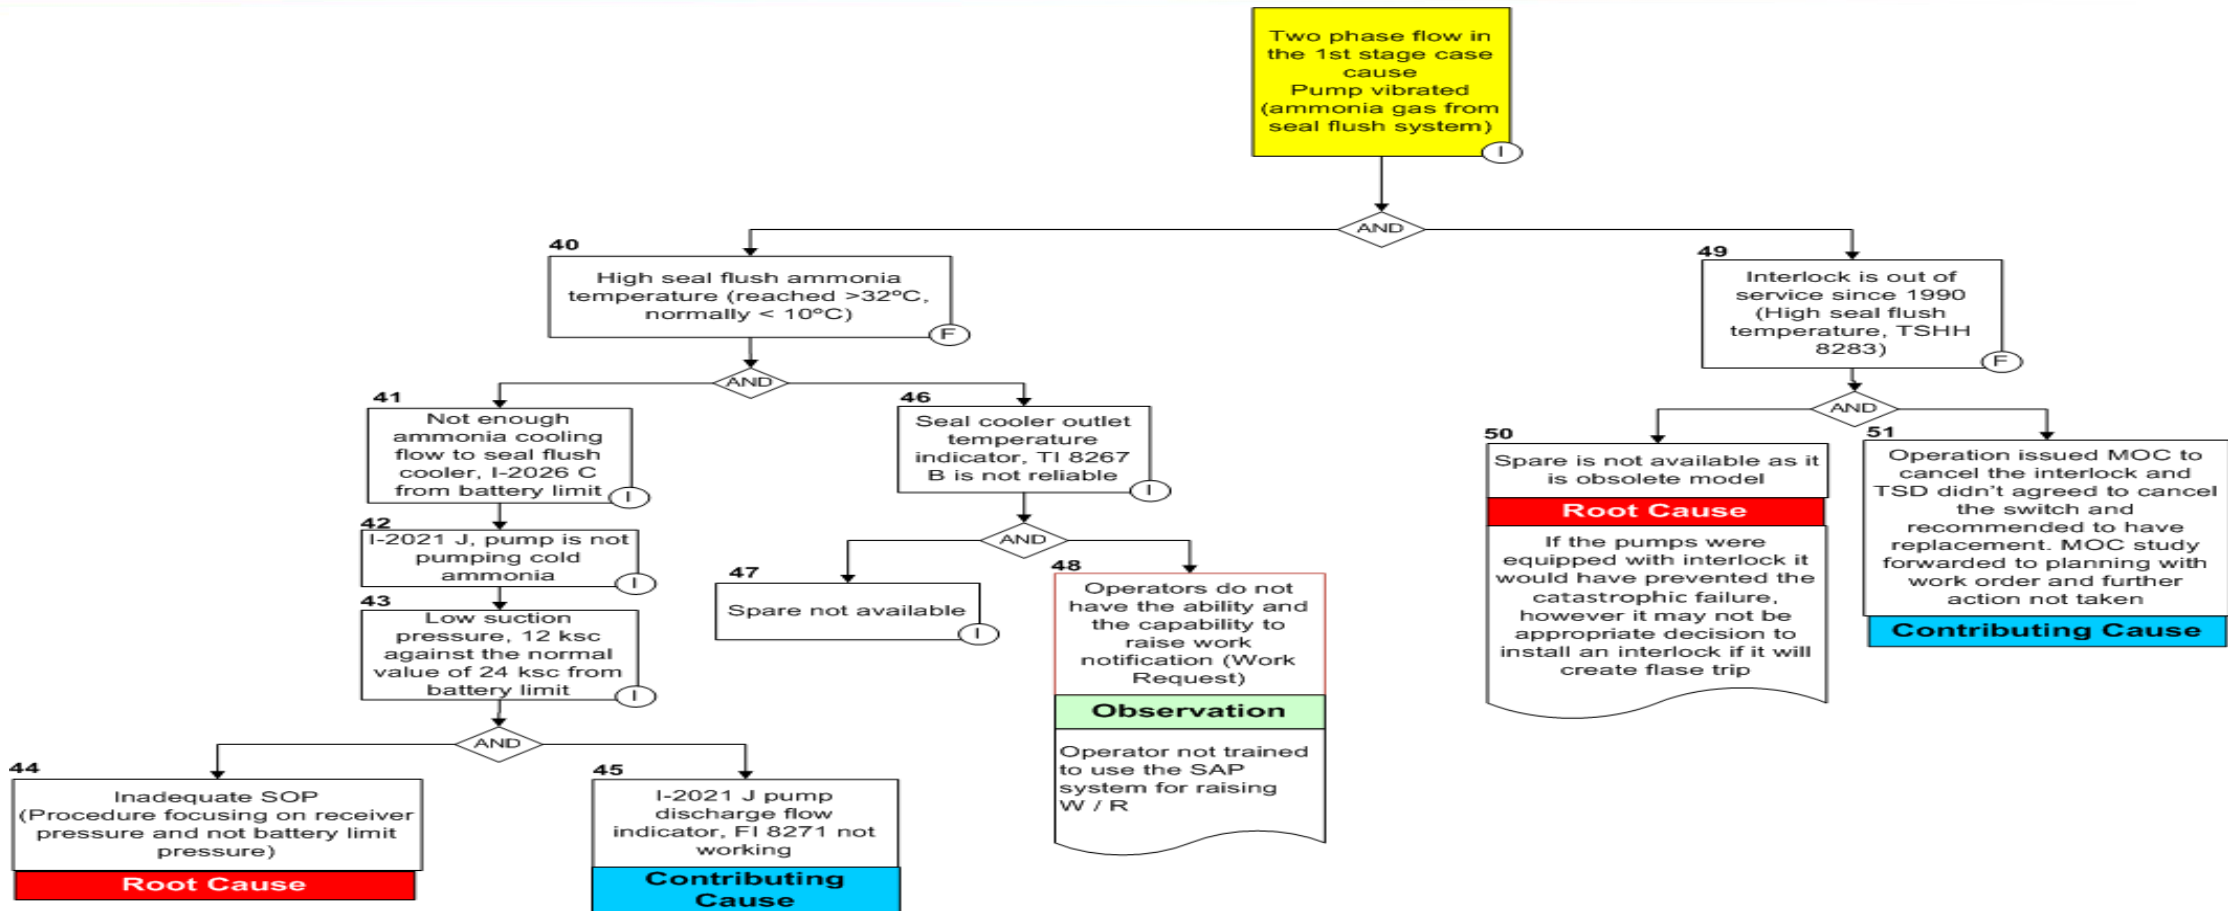 Two phase flow in
the 1st stage case
cause
Pump vibrated
(ammonia gas from
seal flush system)
I
AND
40
High seal flush ammonia
temperature (reached >32ºC,
normally < 10ºC)
F
49
Interlock is out of
service since 1990
(High seal flush
temperature, TSHH
8283)
F
AND
AND
41
Not enough
ammonia cooling
flow to seal flush
cooler, I-2026 C
from battery limit
I
46
Seal cooler outlet
temperature
indicator, TI 8267
B is not reliable
I
50
Spare is not available as it
is obsolete model
Root Cause
If the pumps were
equipped with interlock it
would have prevented the
catastrophic failure,
however it may not be
appropriate decision to
install an interlock if it will
create flase trip
51
Operation issued MOC to
cancel the interlock and
TSD didn't agreed to cancel
the switch and
recommended to have
replacement. MOC study
forwarded to planning with
work order and further
action not taken
Contributing Cause
42
I-2021 J, pump is not
pumping cold
ammonia
I
AND
43
Low suction
pressure, 12 ksc
against the normal
value of 24 ksc from
battery limit
I
47
Spare not available
I
48
Operators do not
have the ability and
the capability to
raise work
notification (Work
Request)
Observation
Operator not trained
to use the SAP
system for raising
W / R
AND
44
Inadequate SOP
(Procedure focusing on receiver
pressure and not battery limit
pressure)
Root Cause
45
I-2021 J pump
discharge flow
indicator, FI 8271 not
working
Contributing
Cause